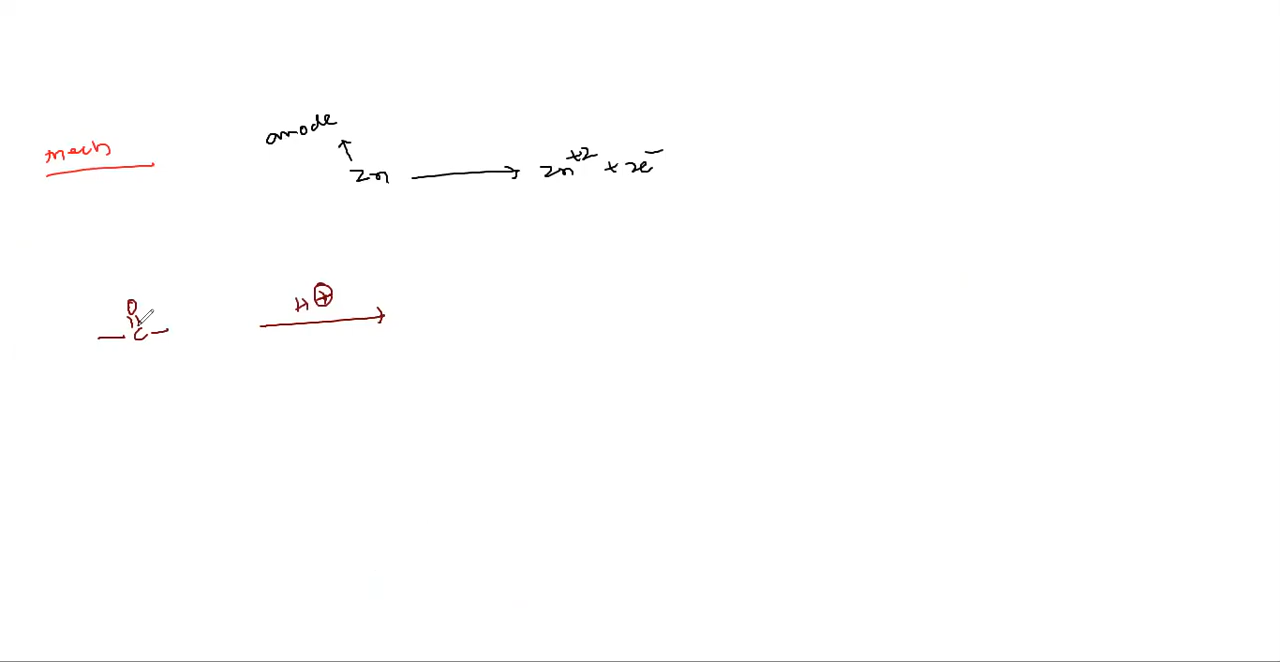 anode
mech
Zn ⟶ Zn⁺² + 2e⁻
O
H⊕
— C —